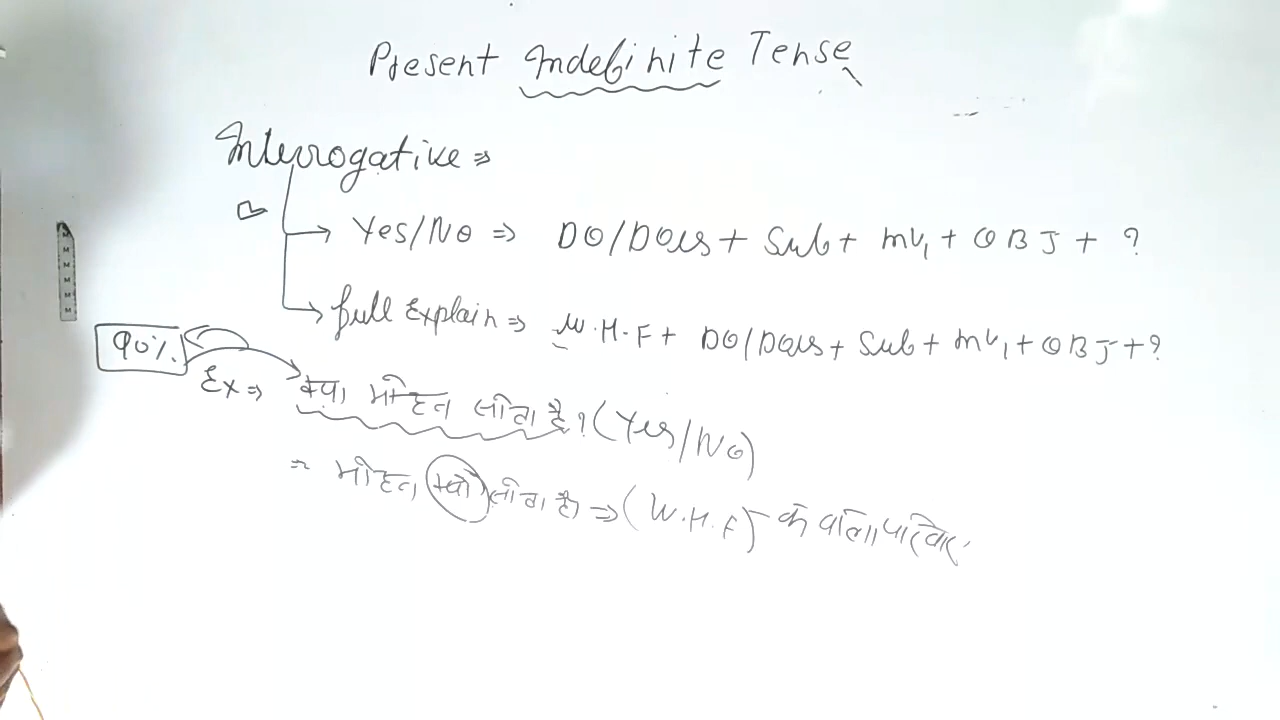 Present Indefinite Tense
Interrogative ⇒
→ Yes/No ⇒ DO/DOes + Sub + mv₁ + OBJ + ?
→ full Explain ⇒ W.H.F + DO/DOes + Sub + mv₁ + OBJ + ?
90%.
Ex ⇒ क्या मोहन सोता है? (Yes/No)
= मोहन क्यों सोता है ⇒ (W.H.F)